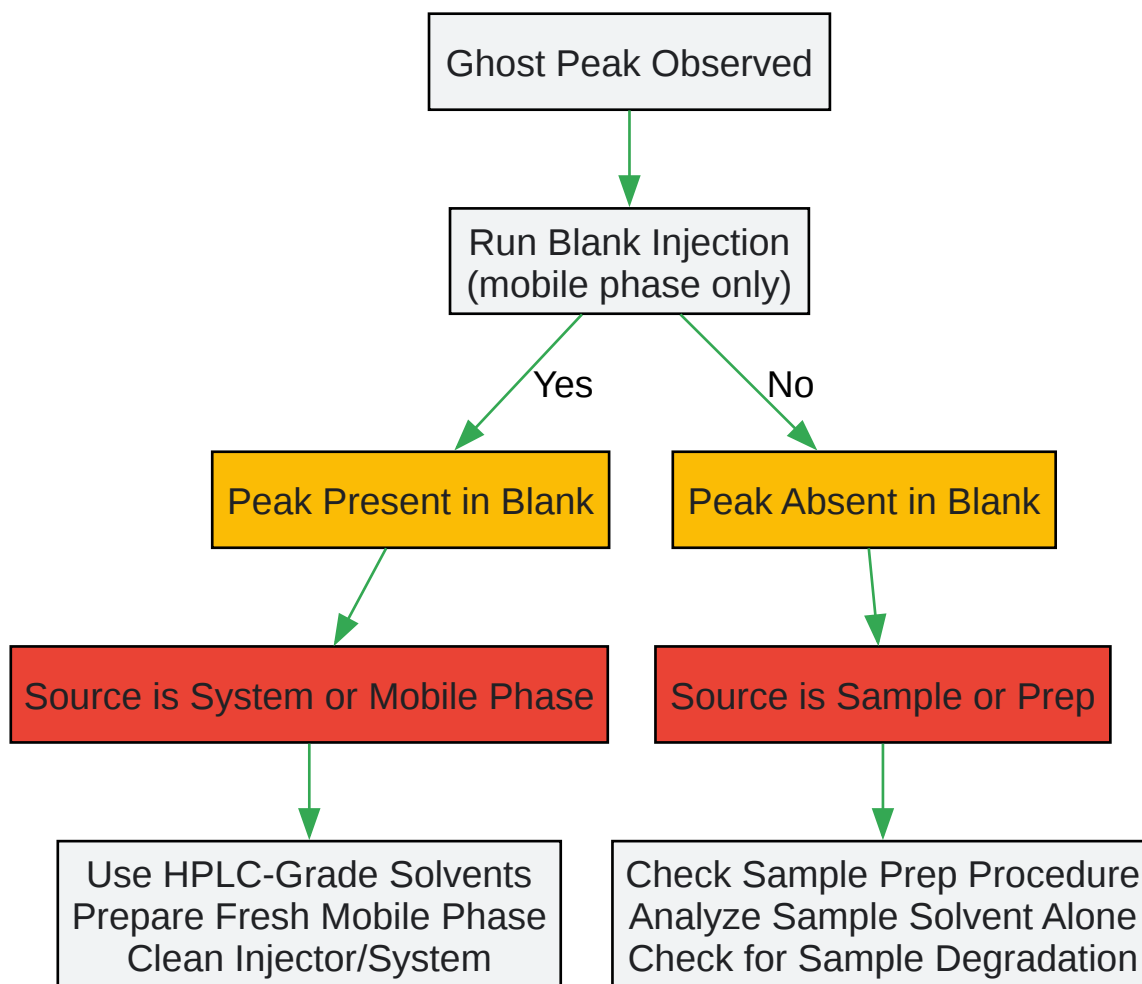 Ghost Peak Observed
Run Blank Injection
(mobile phase only)
Yes
No
Peak Present in Blank
Peak Absent in Blank
Source is System or Mobile Phase
Source is Sample or Prep
Use HPLC-Grade Solvents
Prepare Fresh Mobile Phase
Clean Injector/System
Check Sample Prep Procedure
Analyze Sample Solvent Alone
Check for Sample Degradation